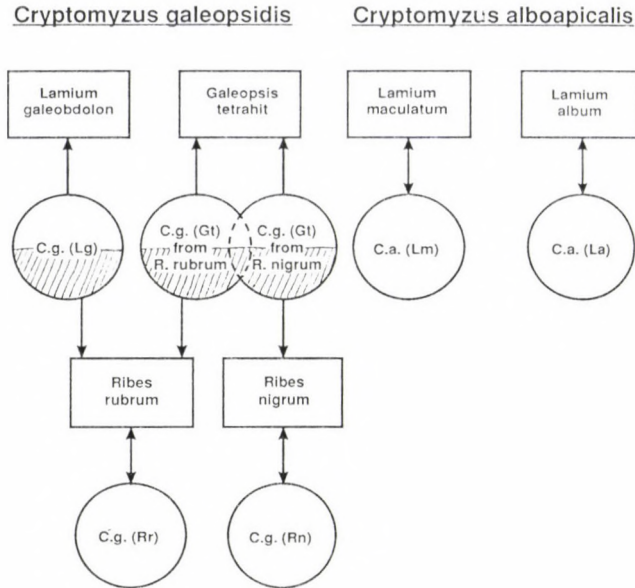 Cryptomyzus galeopsidis
Cryptomyzus alboapicalis
Lamium
galeobdolon
Galeopsis
tetrahit
Lamium
maculatum
Lamium
album
C.g. (Lg)
C.g. (Gt)
from
R. rubrum
C.g. (Gt)
from
R. nigrum
C.a. (Lm)
C.a. (La)
Ribes
rubrum
Ribes
nigrum
C.g. (Rr)
C.g. (Rn)